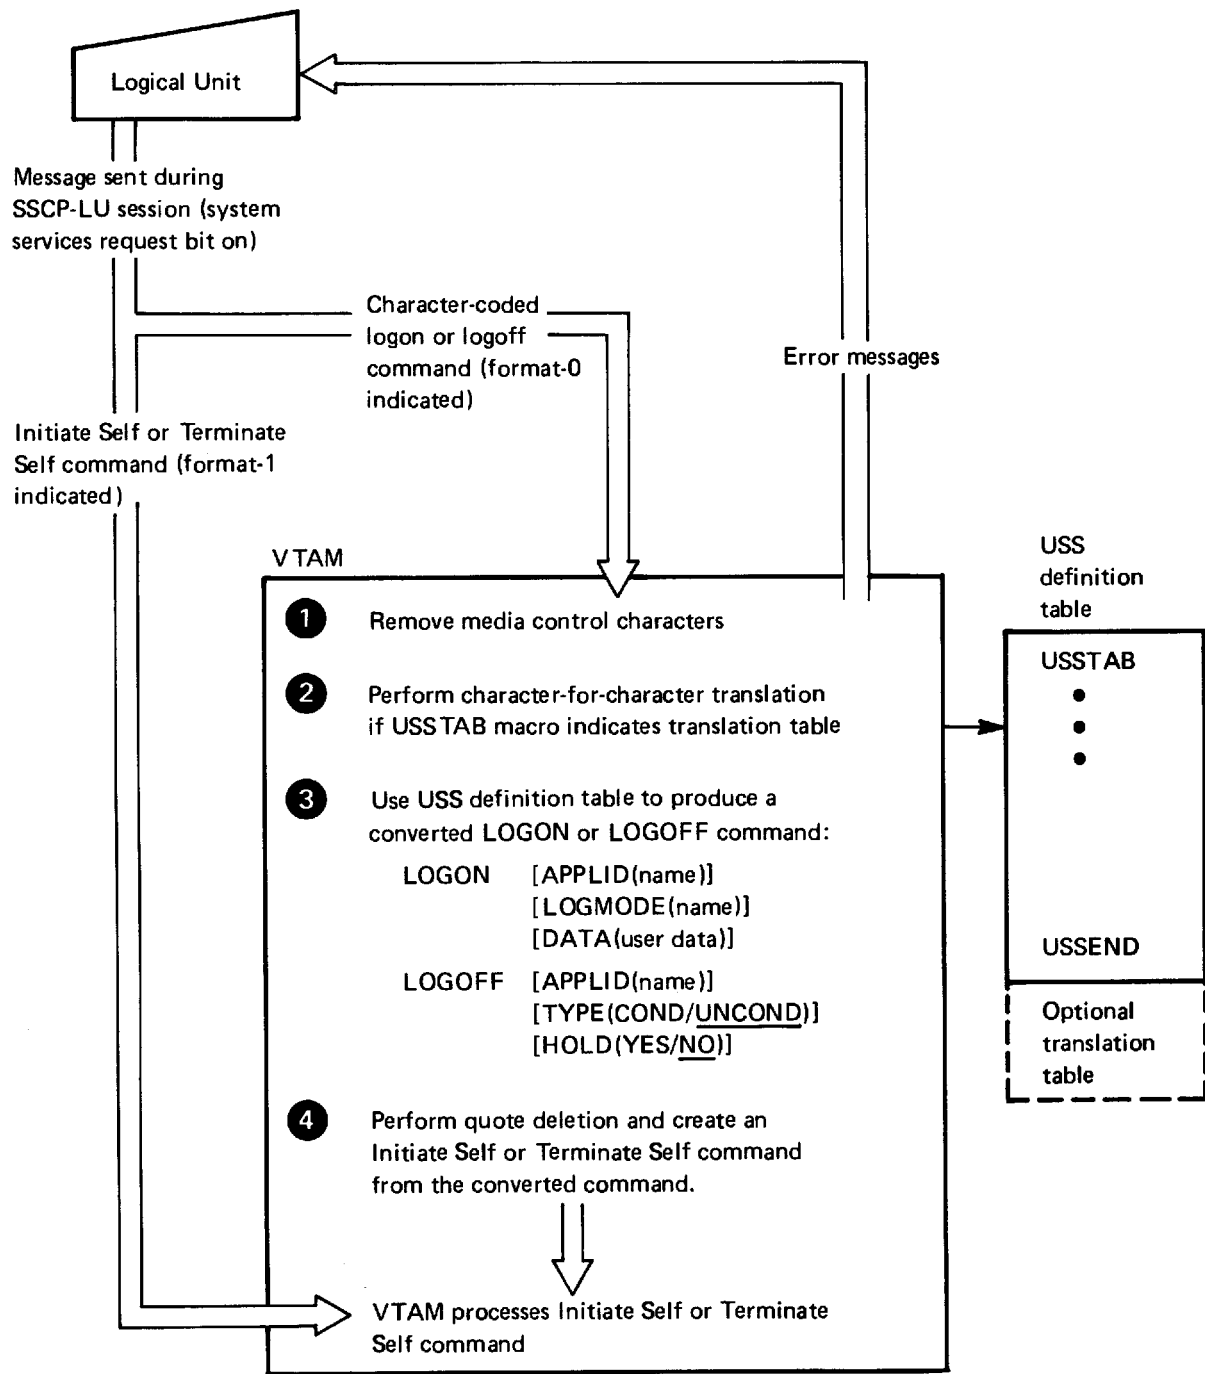 Logical Unit
Message sent during
SSCP-LU session (system
services request bit on)
Character-coded
logon or logoff
command (format-0
indicated)
Error messages
Initiate Self or Terminate
Self command (format-1
indicated)
VTAM
1 Remove media control characters
2 Perform character-for-character translation
if USSTAB macro indicates translation table
3 Use USS definition table to produce a
converted LOGON or LOGOFF command:
LOGON [APPLID(name)]
[LOGMODE(name)]
[DATA(user data)]
LOGOFF [APPLID(name)]
[TYPE(COND/UNCOND)]
[HOLD(YES/NO)]
4 Perform quote deletion and create an
Initiate Self or Terminate Self command
from the converted command.
VTAM processes Initiate Self or Terminate
Self command
USS
definition
table
USSTAB
USSEND
Optional
translation
table